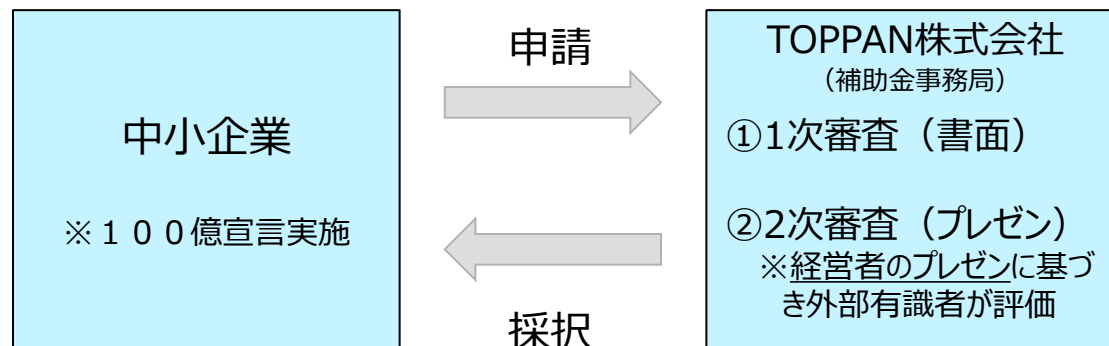 中小企業
※１００億宣言実施
申請
採択
TOPPAN株式会社
（補助金事務局）
①1次審査（書面）
②2次審査（プレゼン）
※経営者のプレゼンに基づ
き外部有識者が評価